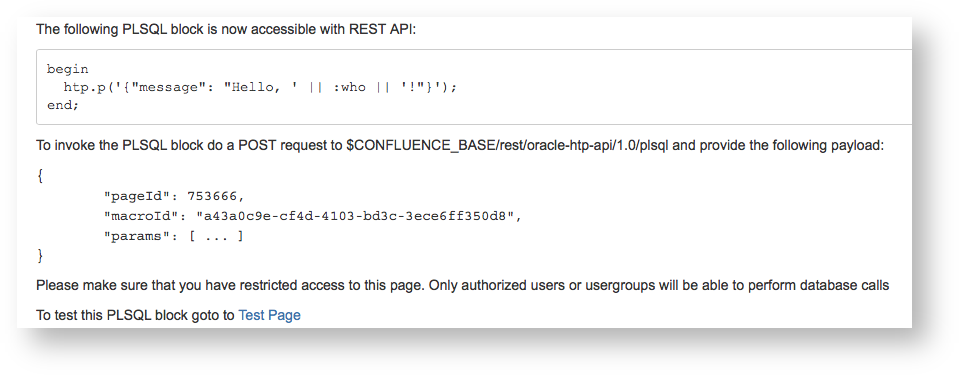 The following PLSQL block is now accessible with REST API:
begin
  htp.p('{"message": "Hello, ' || :who || '!"}');
end;
To invoke the PLSQL block do a POST request to $CONFLUENCE_BASE/rest/oracle-htp-api/1.0/plsql and provide the following payload:
{
        "pageId": 753666,
        "macroId": "a43a0c9e-cf4d-4103-bd3c-3ece6ff350d8",
        "params": [ ... ]
}
Please make sure that you have restricted access to this page. Only authorized users or usergroups will be able to perform database calls
To test this PLSQL block goto to Test Page